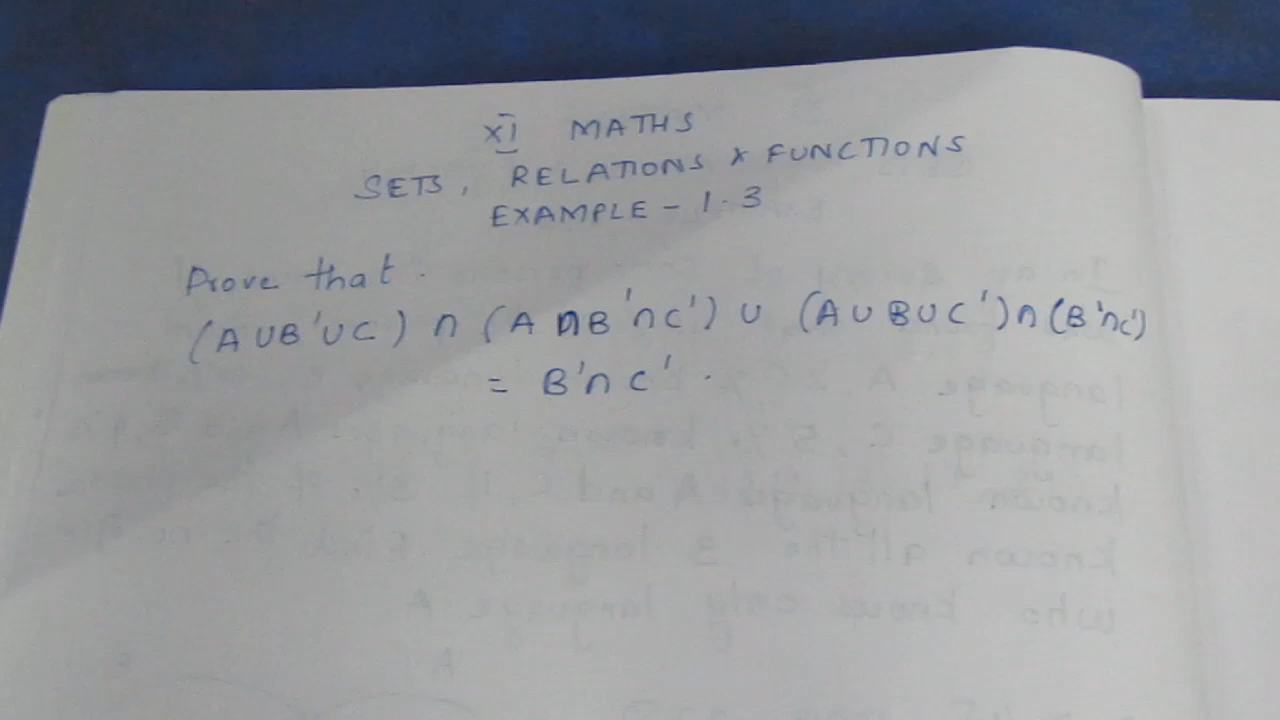 XI MATHS
SETS, RELATIONS & FUNCTIONS
EXAMPLE - 1.3
Prove that.
(A∪B'∪C) ∩ (A∩B'∩C') ∪ (A∪B∪C')∩(B'∩C')
= B'∩C'.